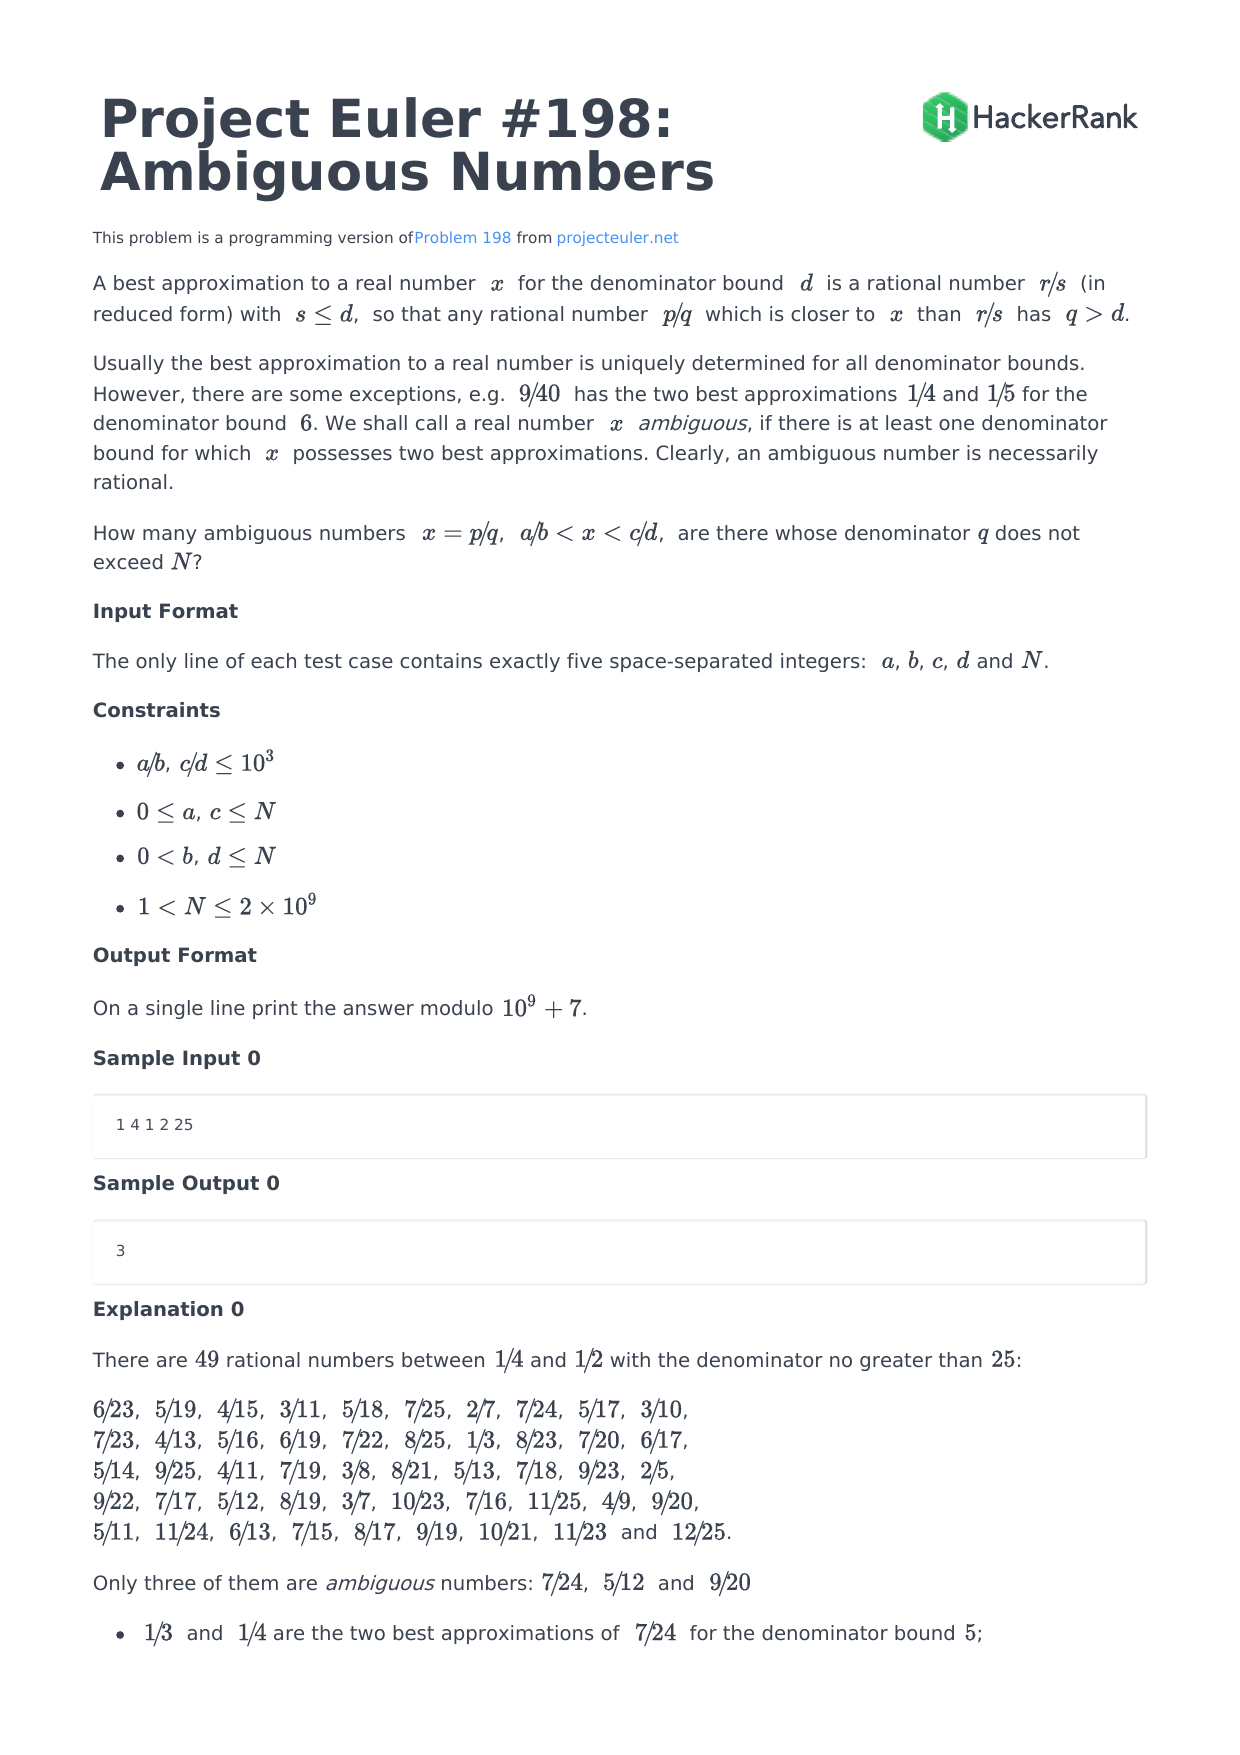 Project Euler #198:
Ambiguous Numbers
HackerRank
This problem is a programming version ofProblem 198 from projecteuler.net
A best approximation to a real number x for the denominator bound d is a rational number r/s (in
reduced form) with s ≤ d, so that any rational number p/q which is closer to x than r/s has q > d.
Usually the best approximation to a real number is uniquely determined for all denominator bounds.
However, there are some exceptions, e.g. 9/40 has the two best approximations 1/4 and 1/5 for the
denominator bound 6. We shall call a real number x ambiguous, if there is at least one denominator
bound for which x possesses two best approximations. Clearly, an ambiguous number is necessarily
rational.
How many ambiguous numbers x = p/q, a/b < x < c/d, are there whose denominator q does not
exceed N?
Input Format
The only line of each test case contains exactly five space-separated integers: a, b, c, d and N.
Constraints
• a/b, c/d ≤ 10³
• 0 ≤ a, c ≤ N
• 0 < b, d ≤ N
• 1 < N ≤ 2 × 10⁹
Output Format
On a single line print the answer modulo 10⁹ + 7.
Sample Input 0
1 4 1 2 25
Sample Output 0
3
Explanation 0
There are 49 rational numbers between 1/4 and 1/2 with the denominator no greater than 25:
6/23, 5/19, 4/15, 3/11, 5/18, 7/25, 2/7, 7/24, 5/17, 3/10,
7/23, 4/13, 5/16, 6/19, 7/22, 8/25, 1/3, 8/23, 7/20, 6/17,
5/14, 9/25, 4/11, 7/19, 3/8, 8/21, 5/13, 7/18, 9/23, 2/5,
9/22, 7/17, 5/12, 8/19, 3/7, 10/23, 7/16, 11/25, 4/9, 9/20,
5/11, 11/24, 6/13, 7/15, 8/17, 9/19, 10/21, 11/23 and 12/25.
Only three of them are ambiguous numbers: 7/24, 5/12 and 9/20
• 1/3 and 1/4 are the two best approximations of 7/24 for the denominator bound 5;